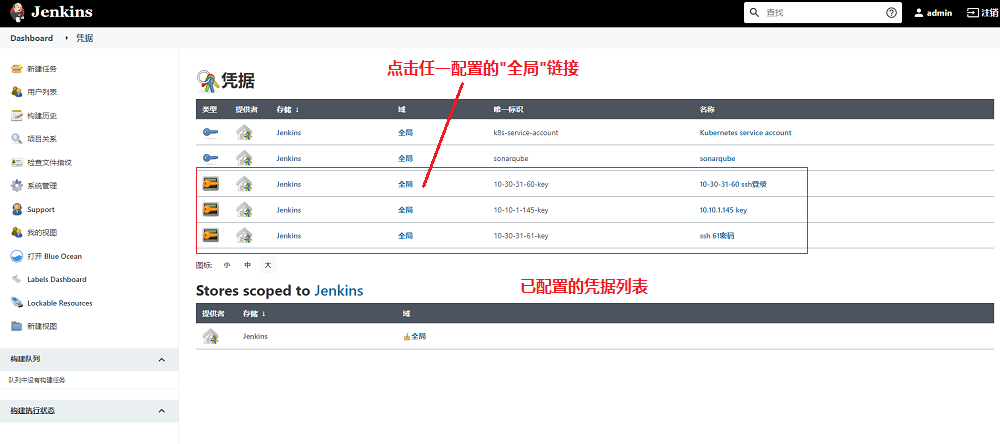 Jenkins
查找
admin
注销
Dashboard
凭据
新建任务
用户列表
构建历史
项目关系
检查文件指纹
系统管理
Support
我的视图
打开 Blue Ocean
Labels Dashboard
Lockable Resources
新建视图
构建队列
队列中没有构建任务
构建执行状态
点击任一配置的"全局"链接
凭据
类型 提供者 存储 ↓ 域 唯一标识 名称
Jenkins 全局 k8s-service-account Kubernetes service account
Jenkins 全局 sonarqube sonarqube
Jenkins 全局 10-30-31-60-key 10-30-31-60 ssh登录
Jenkins 全局 10-10-1-145-key 10.10.1.145 key
Jenkins 全局 10-30-31-61-key ssh 61密码
图标: 小 中 大
已配置的凭据列表
Stores scoped to Jenkins
提供者 存储 ↓ 域
Jenkins 全局